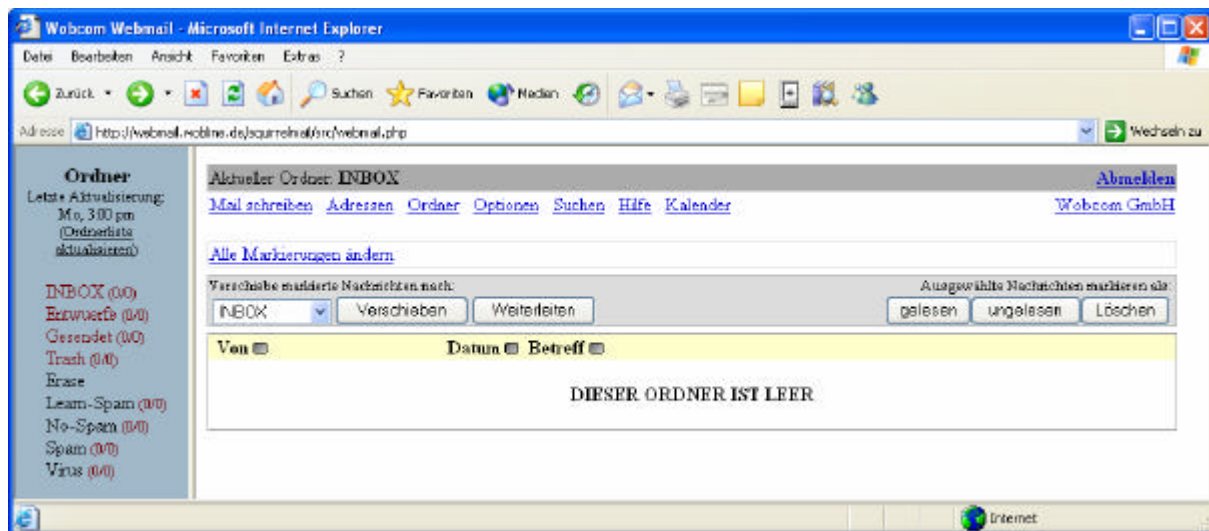 Wobcom Webmail - Microsoft Internet Explorer
Datei Bearbeiten Ansicht Favoriten Extras ?
Zurück Suchen Favoriten Medien
Adresse http://webmail.wobline.de/squirrelmail/src/webmail.php Wechseln zu
Ordner
Letzte Aktualisierung:
Mo, 3:00 pm
(Ordnerliste
aktualisieren)
INBOX (0/0)
Entwuerfe (0/0)
Gesendet (0/0)
Trash (0/0)
Erase
Learn-Spam (0/0)
No-Spam (0/0)
Spam (0/0)
Virus (0/0)
Aktueller Ordner: INBOX Abmelden
Mail schreiben Adressen Ordner Optionen Suchen Hilfe Kalender Wobcom GmbH
Alle Markierungen ändern
Verschiebe markierte Nachrichten nach: Ausgewählte Nachrichten markieren als:
INBOX Verschieben Weiterleiten gelesen ungelesen Löschen
Von Datum Betreff
DIESER ORDNER IST LEER
Internet